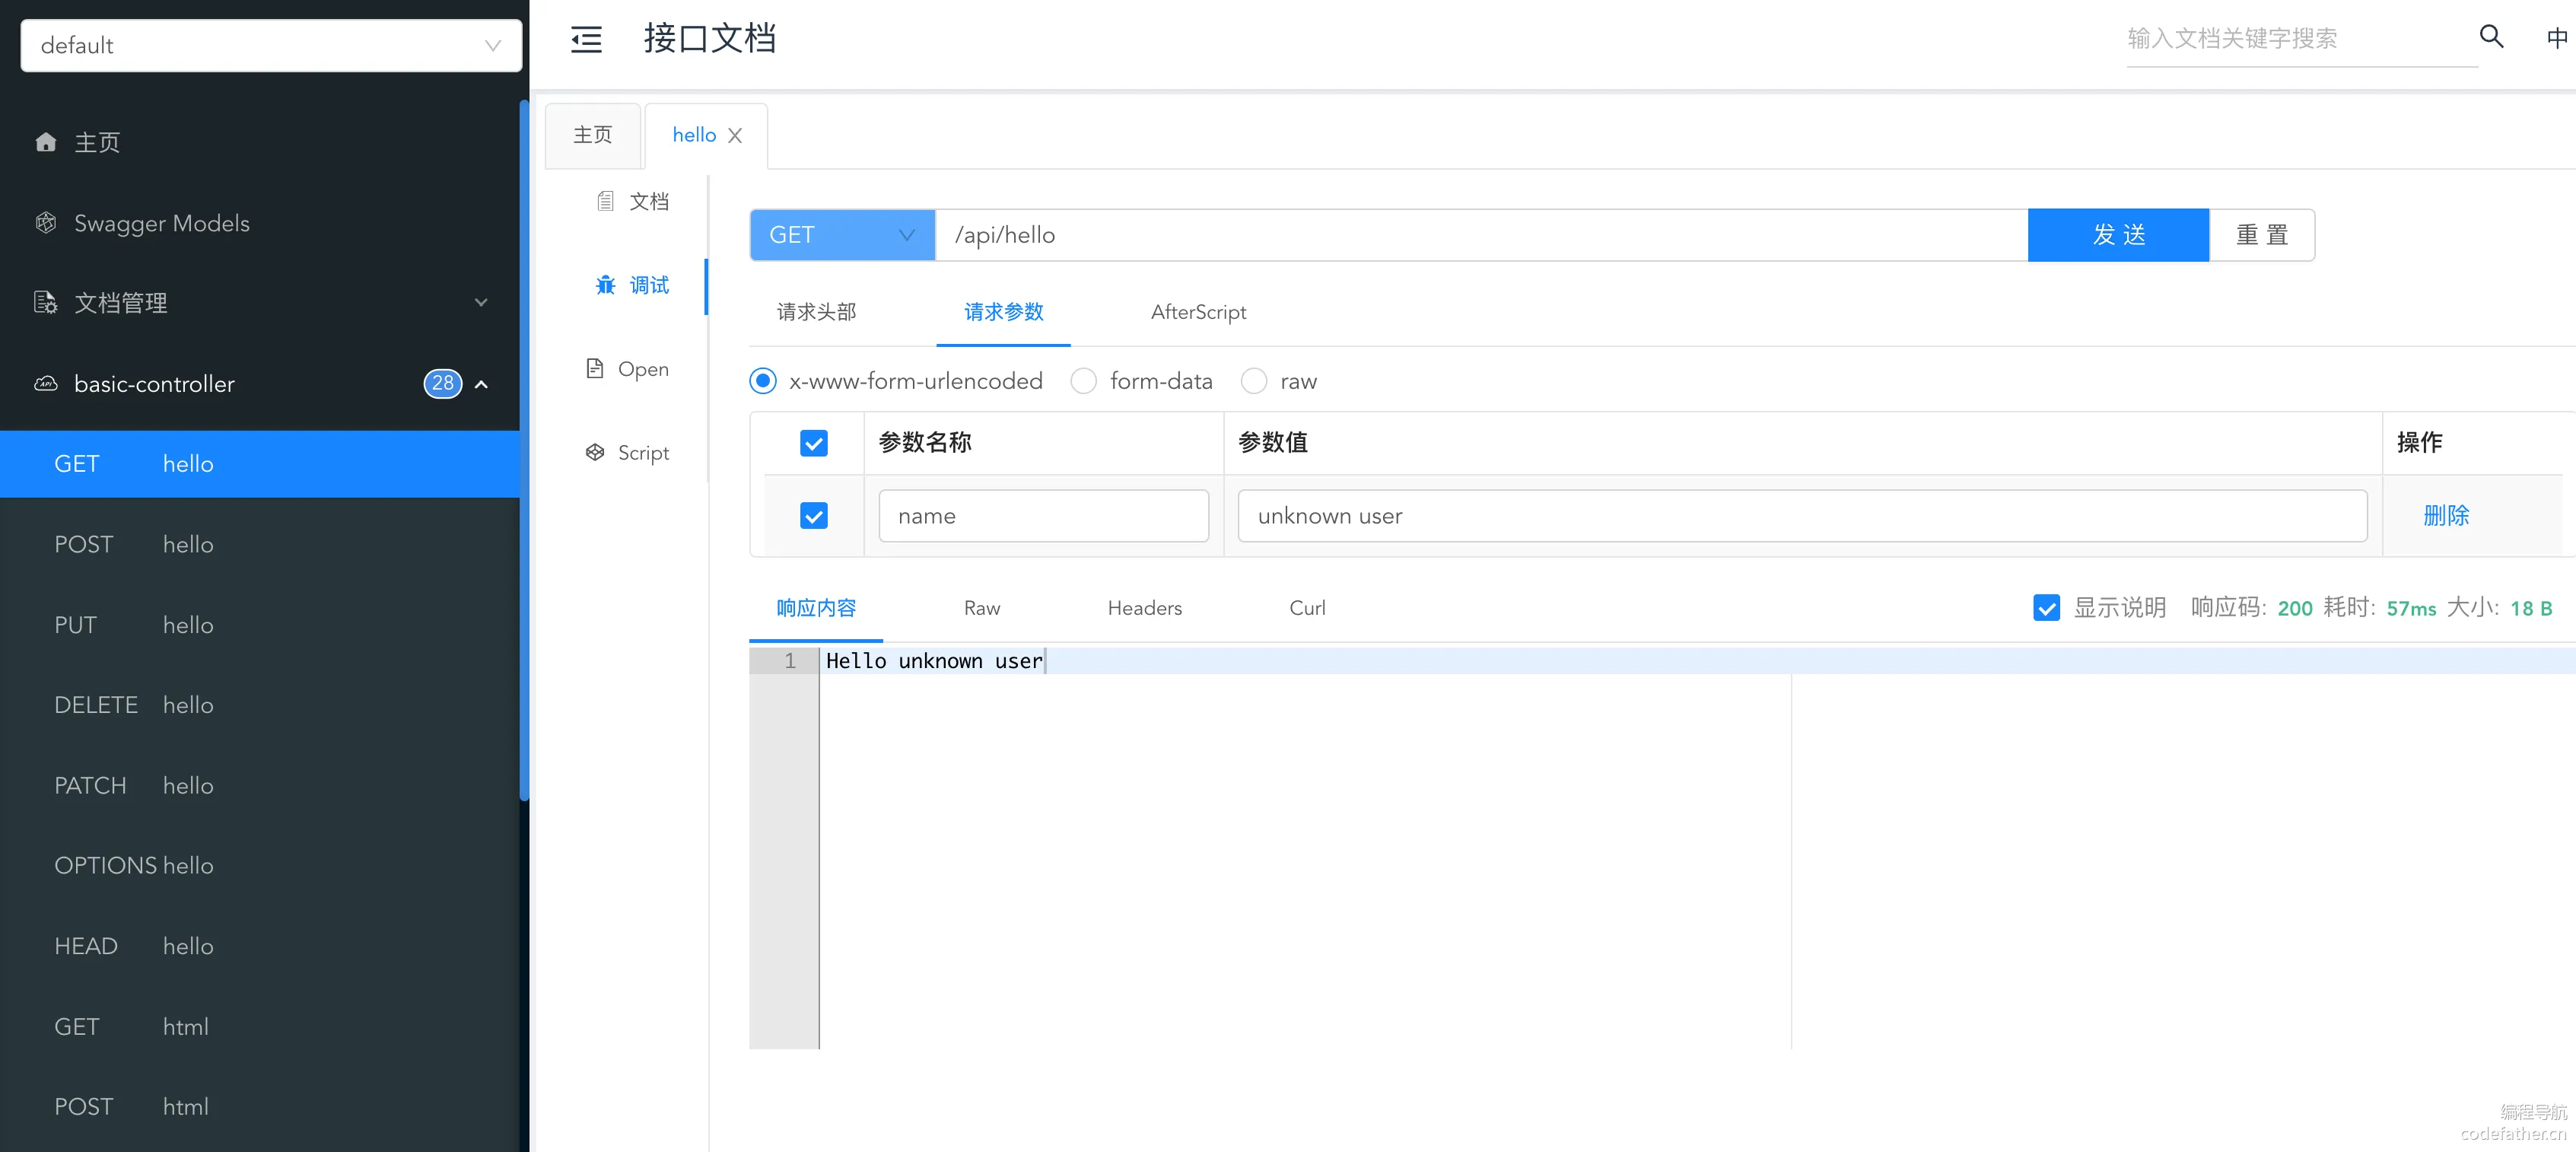 default
主页
Swagger Models
文档管理
basic-controller 28
GET hello
POST hello
PUT hello
DELETE hello
PATCH hello
OPTIONS hello
HEAD hello
GET html
POST html
接口文档
输入文档关键字搜索
中
主页
hello
文档
调试
Open
Script
GET /api/hello 发 送 重 置
请求头部 请求参数 AfterScript
x-www-form-urlencoded form-data raw
参数名称 参数值 操作
name unknown user 删除
响应内容 Raw Headers Curl 显示说明 响应码: 200 耗时: 57ms 大小: 18 B
1 Hello unknown user
编程导航
codefather.cn